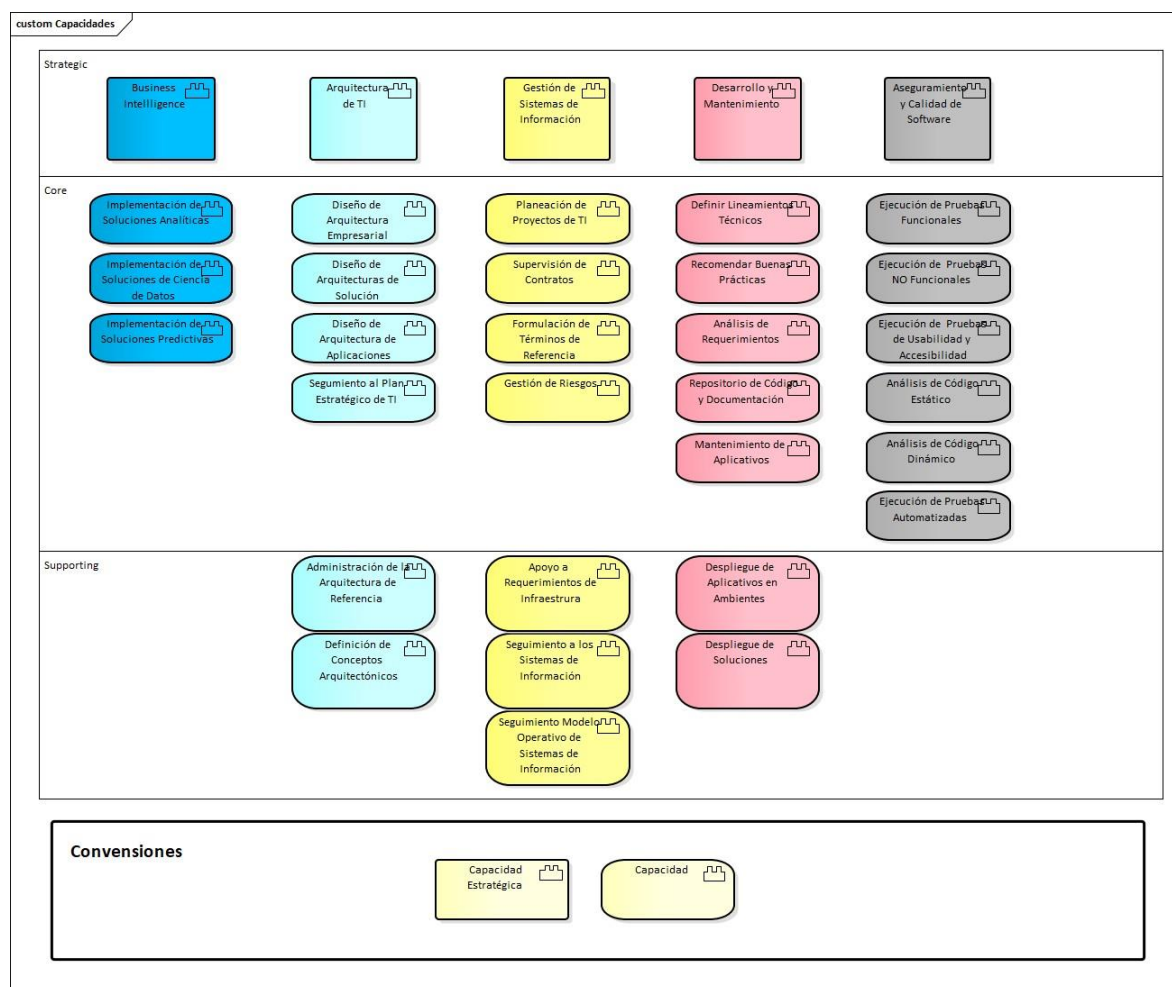 custom Capacidades
Strategic
Business
Intellligence
Arquitectura
de TI
Gestión de
Sistemas de
Información
Desarrollo y
Mantenimiento
Aseguramiento
y Calidad de
Software
Core
Implementación de
Soluciones Analíticas
Diseño de
Arquitectura
Empresarial
Planeación de
Proyectos de TI
Definir Lineamientos
Técnicos
Ejecución de Pruebas
Funcionales
Implementación de
Soluciones de Ciencia
de Datos
Diseño de
Arquitecturas de
Solución
Supervisión de
Contratos
Recomendar Buenas
Prácticas
Ejecución de Pruebas
NO Funcionales
Implementación de
Soluciones Predictivas
Diseño de
Arquitectura de
Aplicaciones
Formulación de
Términos de
Referencia
Análisis de
Requerimientos
Ejecución de Pruebas
de Usabilidad y
Accesibilidad
Segumiento al Plan
Estratégico de TI
Gestión de Riesgos
Repositorio de Código
y Documentación
Análisis de Código
Estático
Mantenimiento de
Aplicativos
Análisis de Código
Dinámico
Ejecución de Pruebas
Automatizadas
Supporting
Administración de la
Arquitectura de
Referencia
Apoyo a
Requerimientos de
Infraestrura
Despliegue de
Aplicativos en
Ambientes
Definición de
Conceptos
Arquitectónicos
Seguimiento a los
Sistemas de
Información
Despliegue de
Soluciones
Seguimiento Modelo
Operativo de
Sistemas de
Información
Convensiones
Capacidad
Estratégica
Capacidad